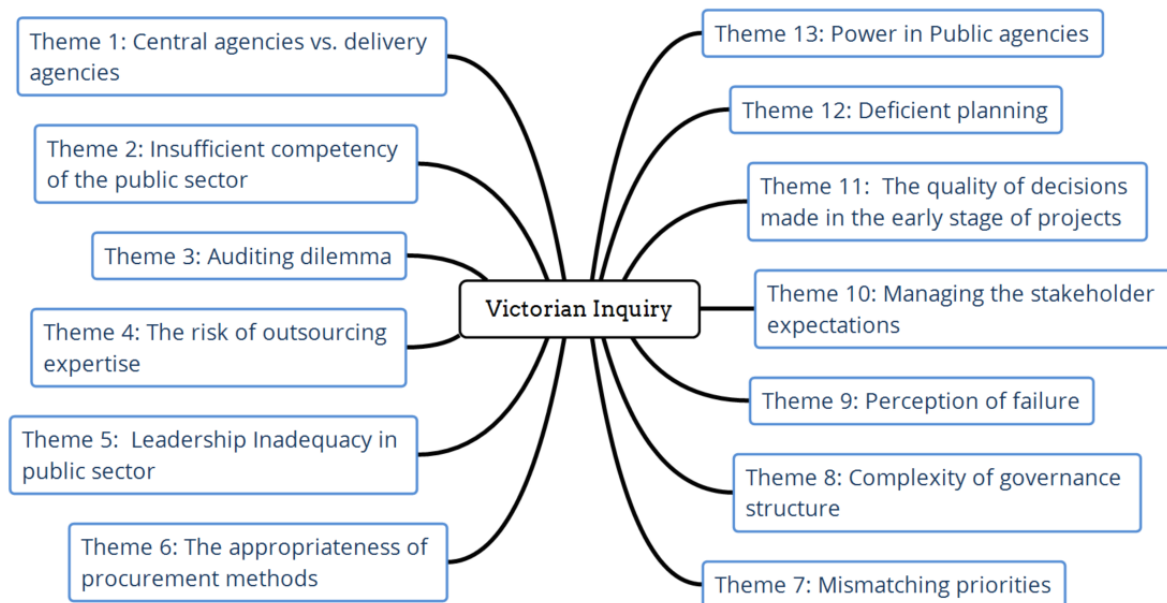 Theme 1: Central agencies vs. delivery
agencies
Theme 2: Insufficient competency
of the public sector
Theme 3: Auditing dilemma
Theme 4: The risk of outsourcing
expertise
Theme 5:  Leadership Inadequacy in
public sector
Theme 6: The appropriateness of
procurement methods
Victorian Inquiry
Theme 13: Power in Public agencies
Theme 12: Deficient planning
Theme 11:  The quality of decisions
made in the early stage of projects
Theme 10: Managing the stakeholder
expectations
Theme 9: Perception of failure
Theme 8: Complexity of governance
structure
Theme 7: Mismatching priorities